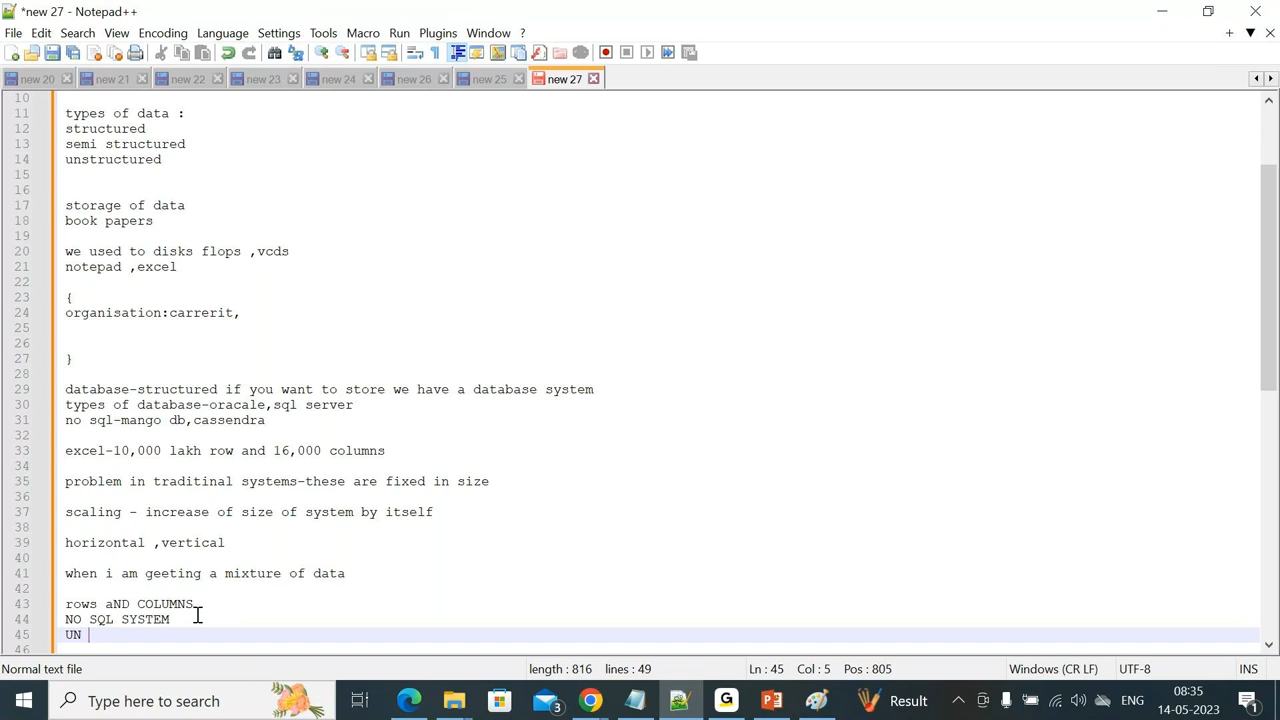 *new 27 - Notepad++
File Edit Search View Encoding Language Settings Tools Macro Run Plugins Window ?
new 20 new 21 new 22 new 23 new 24 new 26 new 25 new 27
10
11 types of data :
12 structured
13 semi structured
14 unstructured
15
16
17 storage of data
18 book papers
19
20 we used to disks flops ,vcds
21 notepad ,excel
22
23 {
24 organisation:carrerit,
25
26
27 }
28
29 database-structured if you want to store we have a database system
30 types of database-oracale,sql server
31 no sql-mango db,cassendra
32
33 excel-10,000 lakh row and 16,000 columns
34
35 problem in traditinal systems-these are fixed in size
36
37 scaling - increase of size of system by itself
38
39 horizontal ,vertical
40
41 when i am geeting a mixture of data
42
43 rows aND COLUMNS
44 NO SQL SYSTEM
45 UN
46
Normal text file length : 816 lines : 49 Ln : 45 Col : 5 Pos : 805 Windows (CR LF) UTF-8 INS
Type here to search 3 G Result ENG 08:35 1
14-05-2023